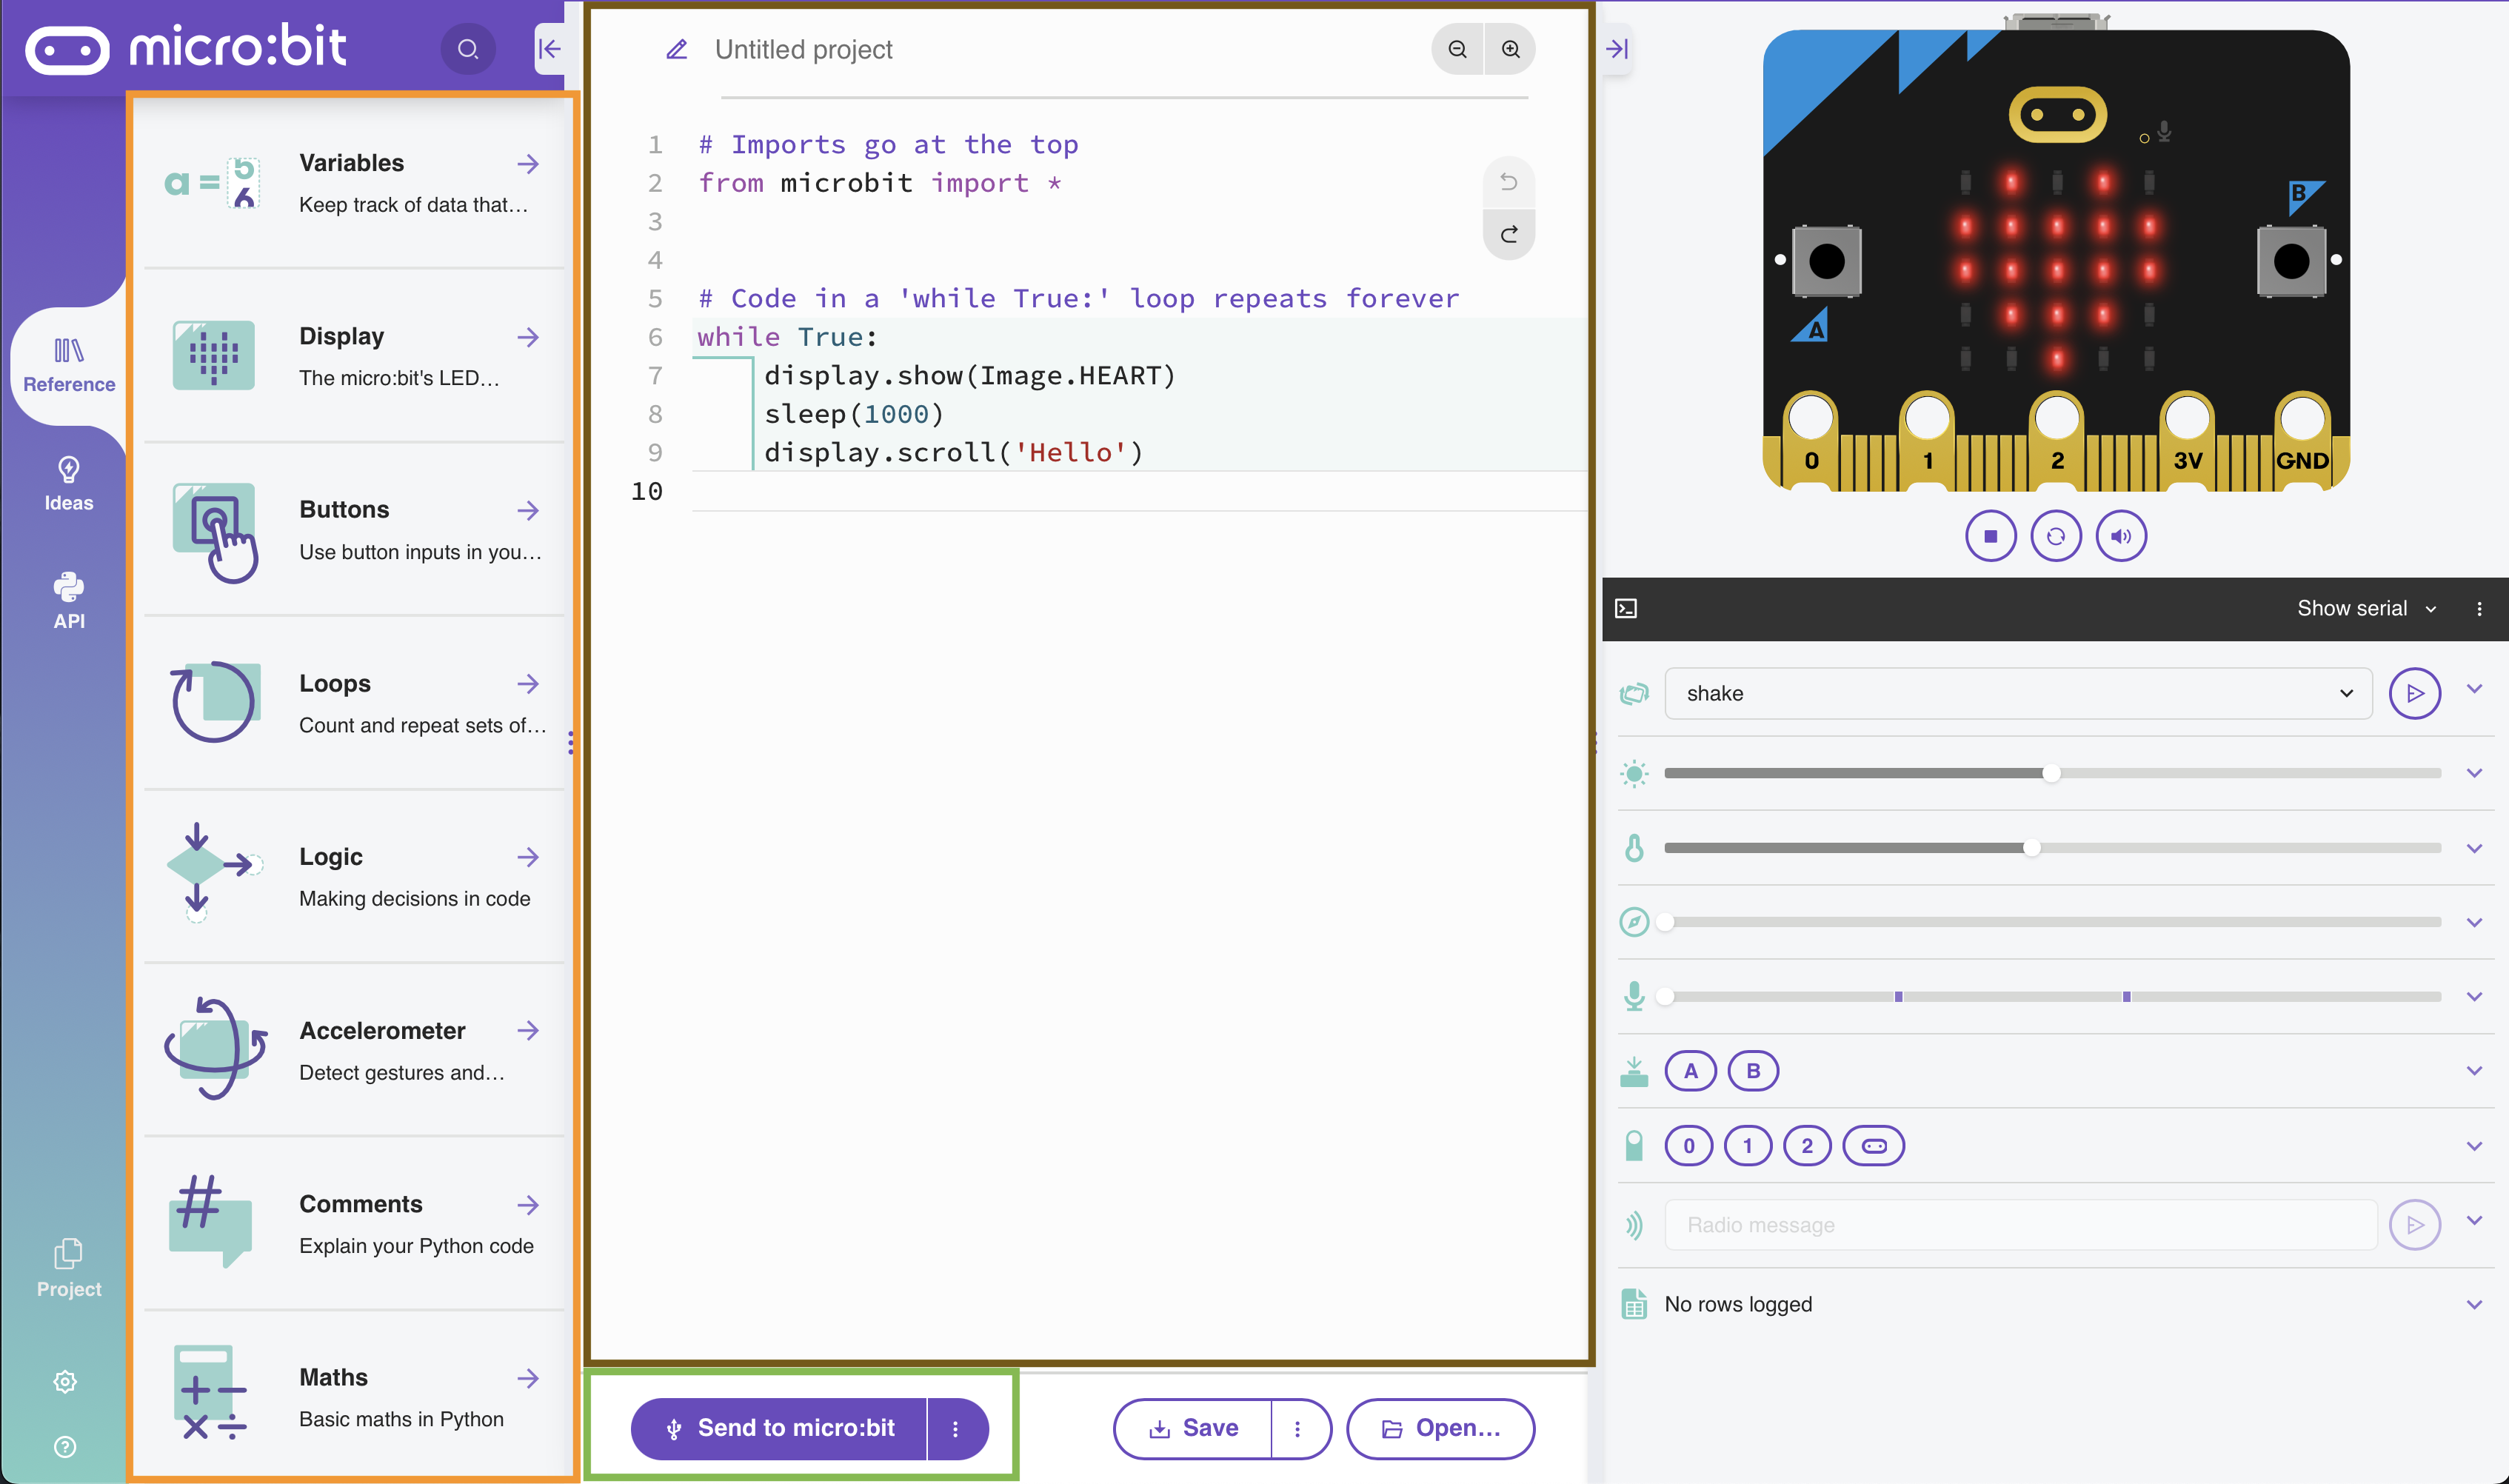 micro:bit
Reference
Ideas
API
Project
a = 5
6
Variables
Keep track of data that…
Display
The micro:bit's LED…
Buttons
Use button inputs in you…
Loops
Count and repeat sets of…
Logic
Making decisions in code
Accelerometer
Detect gestures and…
#
Comments
Explain your Python code
+ −
× ÷
Maths
Basic maths in Python
Untitled project
1 # Imports go at the top
2 from microbit import *
3
4
5 # Code in a 'while True:' loop repeats forever
6 while True:
7 display.show(Image.HEART)
8 sleep(1000)
9 display.scroll('Hello')
10
Send to micro:bit
Save
Open...
B
A
0 1 2 3V GND
Show serial
shake
A B
0 1 2
Radio message
No rows logged